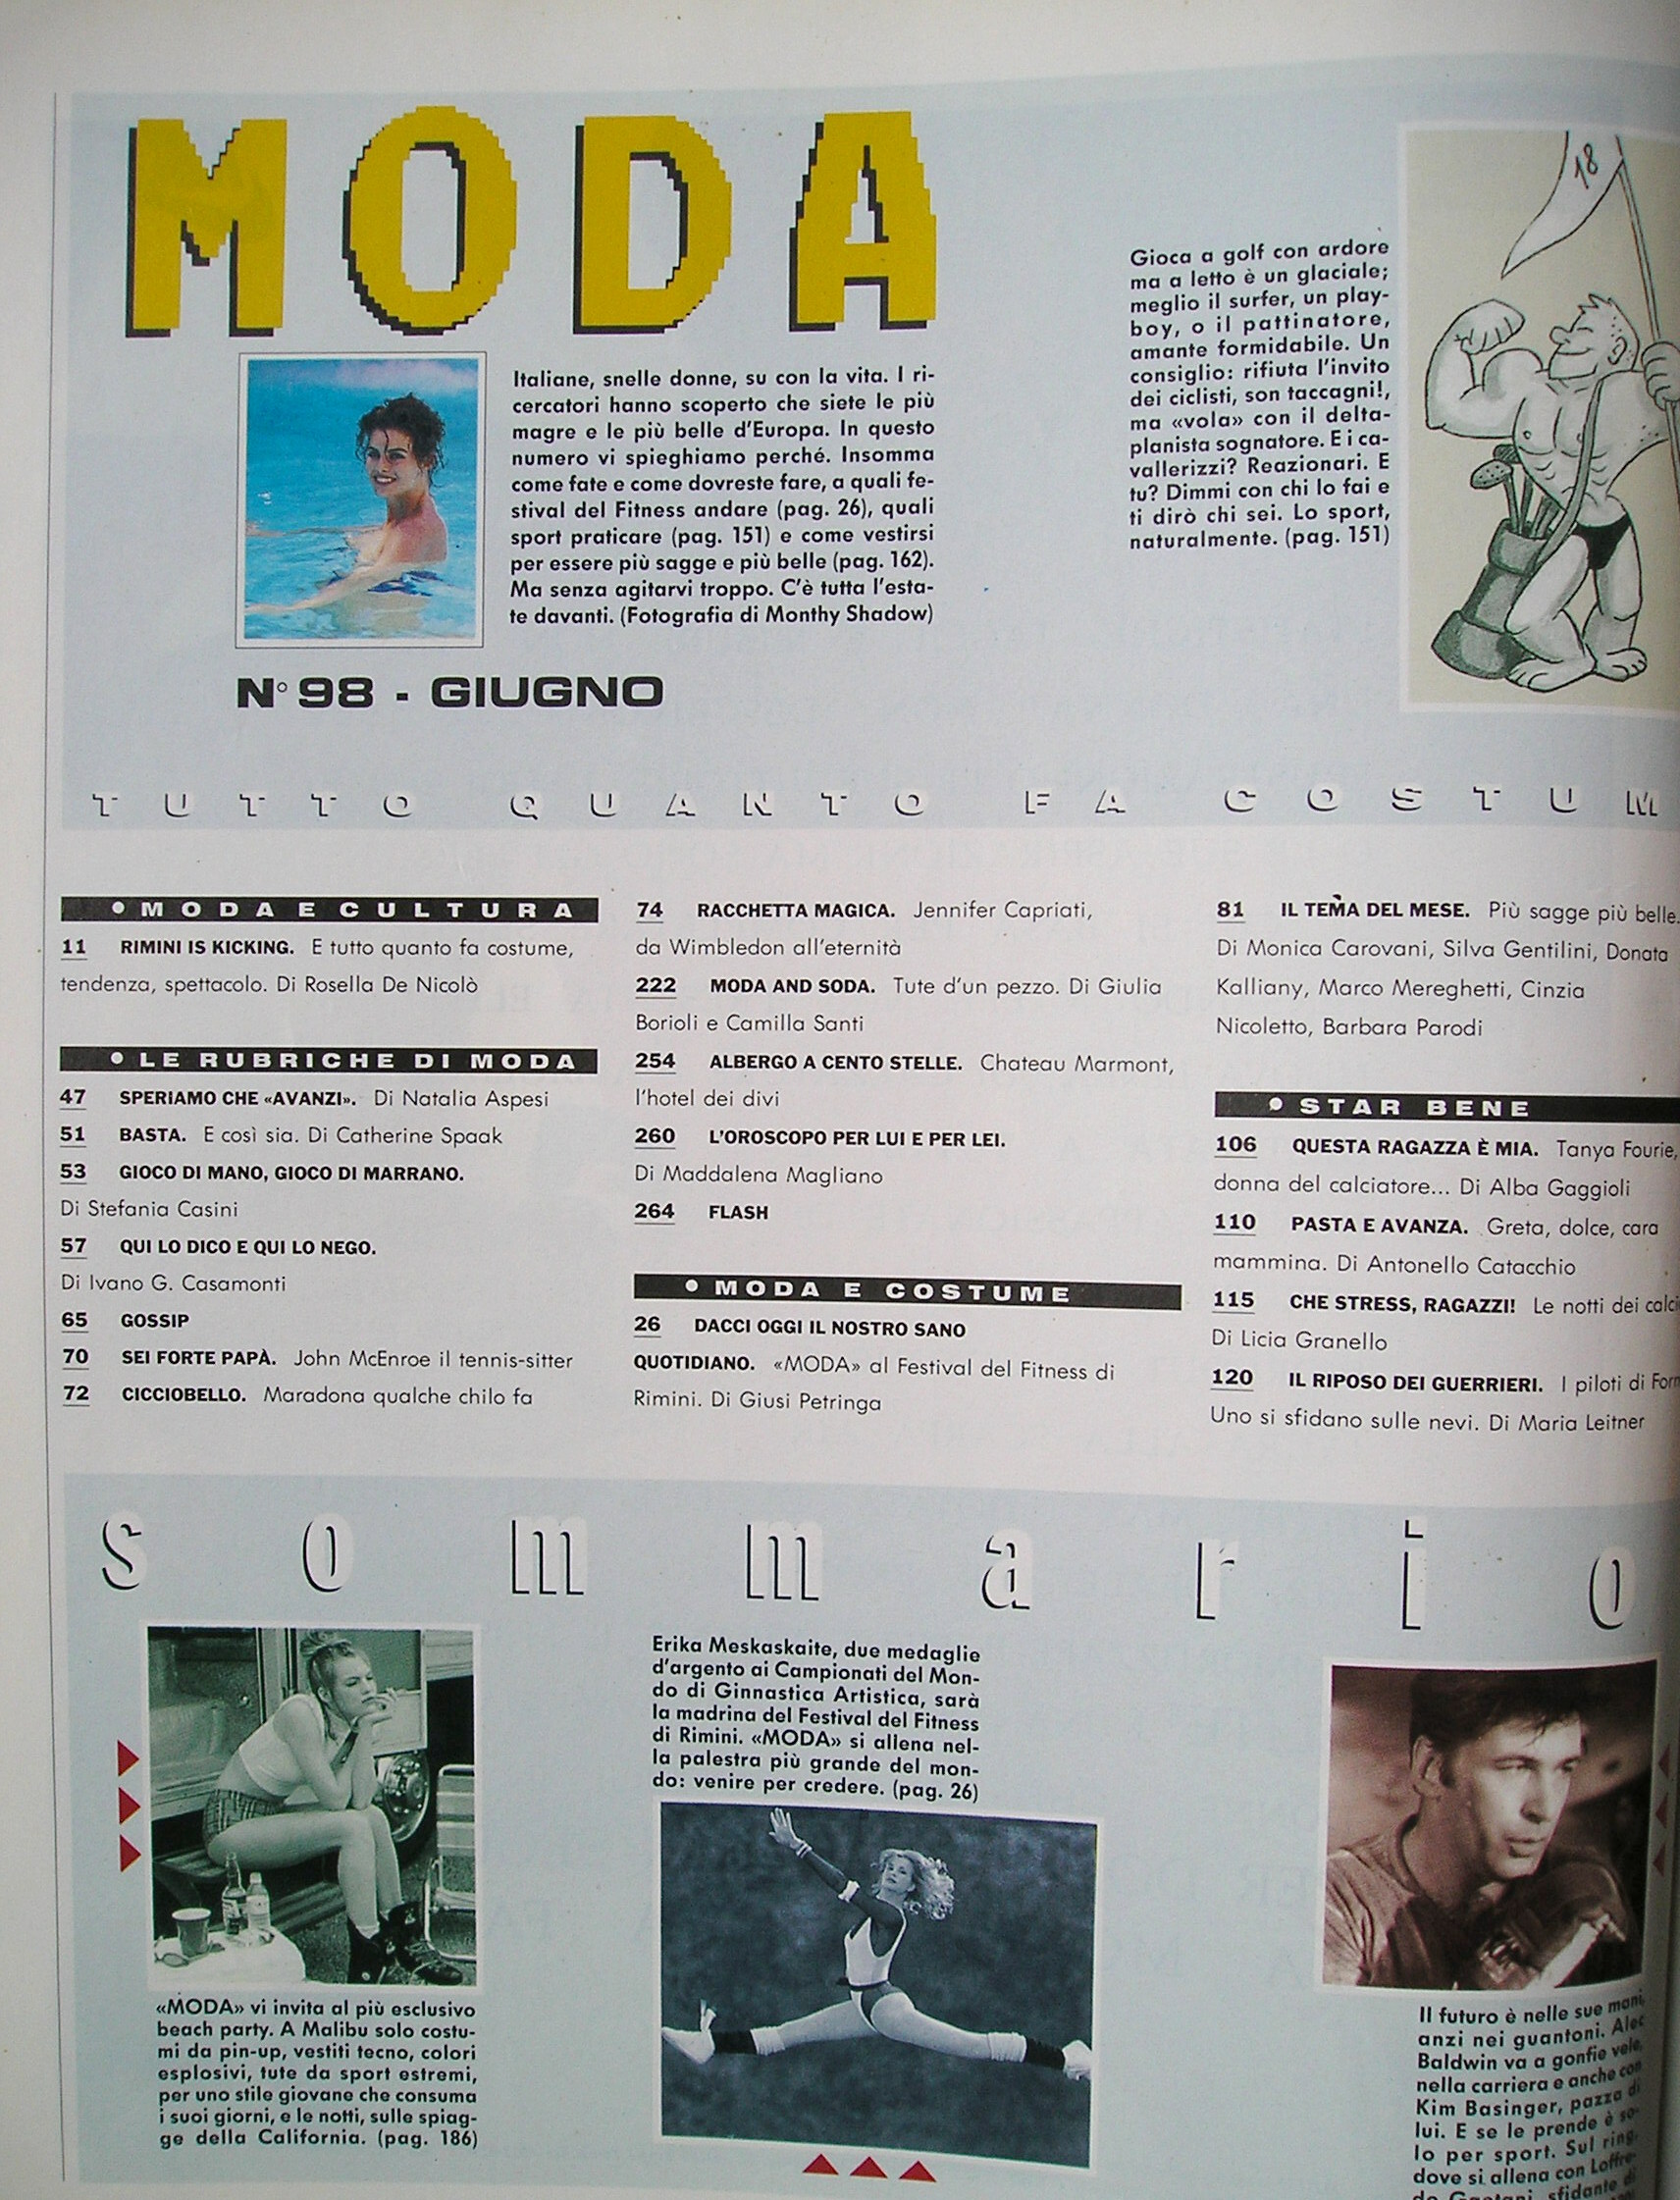 MODA
Italiane, snelle donne, su con la vita. I ri-
cercatori hanno scoperto che siete le più
magre e le più belle d'Europa. In questo
numero vi spieghiamo perché. Insomma
come fate e come dovreste fare, a quali fe-
stival del Fitness andare (pag. 26), quali
sport praticare (pag. 151) e come vestirsi
per essere più sagge e più belle (pag. 162).
Ma senza agitarvi troppo. C'è tutta l'esta-
te davanti. (Fotografia di Monthy Shadow)
N° 98 - GIUGNO
Gioca a golf con ardore
ma a letto è un glaciale;
meglio il surfer, un play-
boy, o il pattinatore,
amante formidabile. Un
consiglio: rifiuta l'invito
dei ciclisti, son taccagni!,
ma «vola» con il delta-
planista sognatore. E i ca-
vallerizzi? Reazionari. E
tu? Dimmi con chi lo fai e
ti dirò chi sei. Lo sport,
naturalmente. (pag. 151)
18
TUTTO QUANTO FA COSTUM
• MODA E CULTURA
11 RIMINI IS KICKING. E tutto quanto fa costume,
tendenza, spettacolo. Di Rosella De Nicolò
• LE RUBRICHE DI MODA
47 SPERIAMO CHE «AVANZI». Di Natalia Aspesi
51 BASTA. E così sia. Di Catherine Spaak
53 GIOCO DI MANO, GIOCO DI MARRANO.
Di Stefania Casini
57 QUI LO DICO E QUI LO NEGO.
Di Ivano G. Casamonti
65 GOSSIP
70 SEI FORTE PAPÀ. John McEnroe il tennis-sitter
72 CICCIOBELLO. Maradona qualche chilo fa
74 RACCHETTA MAGICA. Jennifer Capriati,
da Wimbledon all'eternità
222 MODA AND SODA. Tute d'un pezzo. Di Giulia
Borioli e Camilla Santi
254 ALBERGO A CENTO STELLE. Chateau Marmont,
l'hotel dei divi
260 L'OROSCOPO PER LUI E PER LEI.
Di Maddalena Magliano
264 FLASH
• MODA E COSTUME
26 DACCI OGGI IL NOSTRO SANO
QUOTIDIANO. «MODA» al Festival del Fitness di
Rimini. Di Giusi Petringa
81 IL TEMA DEL MESE. Più sagge più belle.
Di Monica Carovani, Silva Gentilini, Donata
Kalliany, Marco Mereghetti, Cinzia
Nicoletto, Barbara Parodi
• STAR BENE
106 QUESTA RAGAZZA È MIA. Tanya Fourie,
donna del calciatore... Di Alba Gaggioli
110 PASTA E AVANZA. Greta, dolce, cara
mammina. Di Antonello Catacchio
115 CHE STRESS, RAGAZZI! Le notti dei
Di Licia Granello
120 IL RIPOSO DEI GUERRIERI. I piloti di
Uno si sfidano sulle nevi. Di Maria Leitner
sommario
«MODA» vi invita al più esclusivo
beach party. A Malibu solo costu-
mi da pin-up, vestiti tecno, colori
esplosivi, tute da sport estremi,
per uno stile giovane che consuma
i suoi giorni, e le notti, sulle spiag-
ge della California. (pag. 186)
Erika Meskaskaite, due medaglie
d'argento ai Campionati del Mon-
do di Ginnastica Artistica, sarà
la madrina del Festival del Fitness
di Rimini. «MODA» si allena nel-
la palestra più grande del mon-
do: venire per credere. (pag. 26)
Il futuro è nelle sue mani,
anzi nei guantoni. Alec
Baldwin va a gonfie vele,
nella carriera e anche con
Kim Basinger, pazza di
lui. E se le prende è so-
lo per sport. Sul ring,
dove si allena con Loffre-
do Gaetani, sfidante di